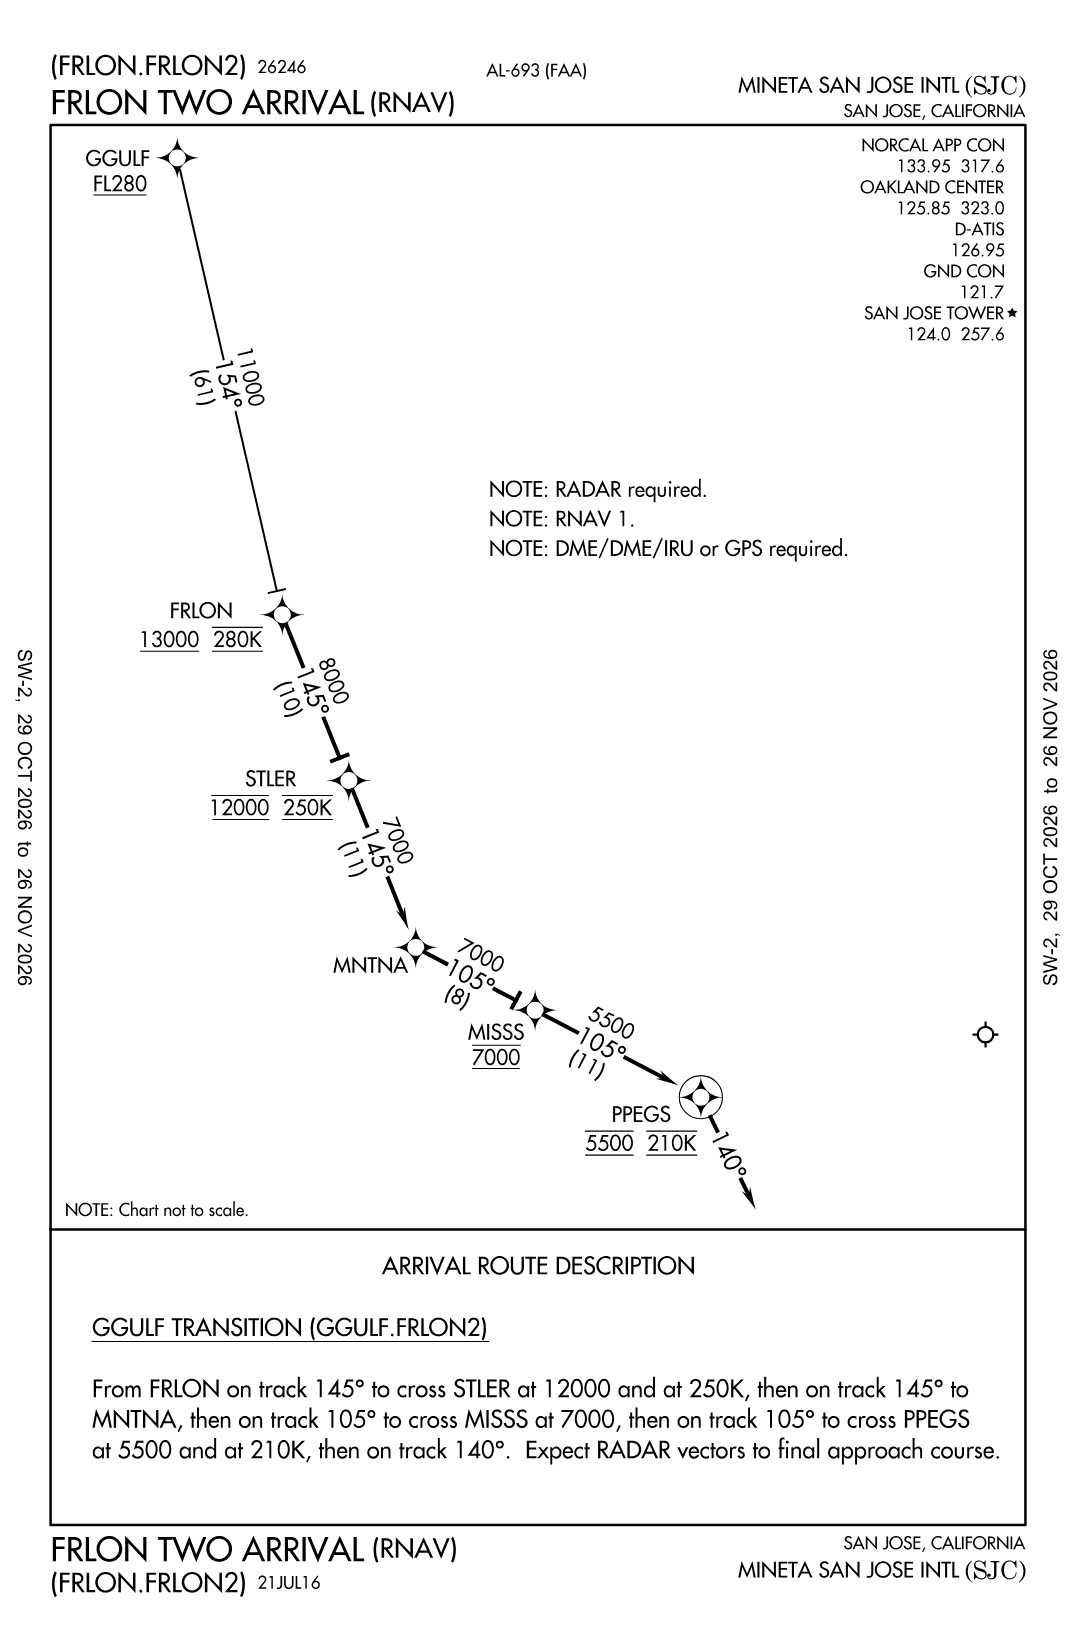 (FRLON.FRLON2) 26246
AL-693 (FAA)
MINETA SAN JOSE INTL (SJC)
FRLON TWO ARRIVAL (RNAV)
SAN JOSE, CALIFORNIA
NORCAL APP CON
133.95 317.6
OAKLAND CENTER
125.85 323.0
D-ATIS
126.95
GND CON
121.7
SAN JOSE TOWER★
124.0 257.6
GGULF
FL280
11000
154°
(61)
NOTE: RADAR required.
NOTE: RNAV 1.
NOTE: DME/DME/IRU or GPS required.
FRLON
13000 280K
8000
145°
(10)
STLER
12000 250K
7000
145°
(11)
MNTNA
7000
105°
(8)
MISSS
7000
5500
105°
(11)
PPEGS
5500 210K
140°
NOTE: Chart not to scale.
SW-2, 29 OCT 2026 to 26 NOV 2026
SW-2, 29 OCT 2026 to 26 NOV 2026
ARRIVAL ROUTE DESCRIPTION
GGULF TRANSITION (GGULF.FRLON2)
From FRLON on track 145° to cross STLER at 12000 and at 250K, then on track 145° to
MNTNA, then on track 105° to cross MISSS at 7000, then on track 105° to cross PPEGS
at 5500 and at 210K, then on track 140°. Expect RADAR vectors to final approach course.
FRLON TWO ARRIVAL (RNAV)
SAN JOSE, CALIFORNIA
(FRLON.FRLON2) 21JUL16
MINETA SAN JOSE INTL (SJC)